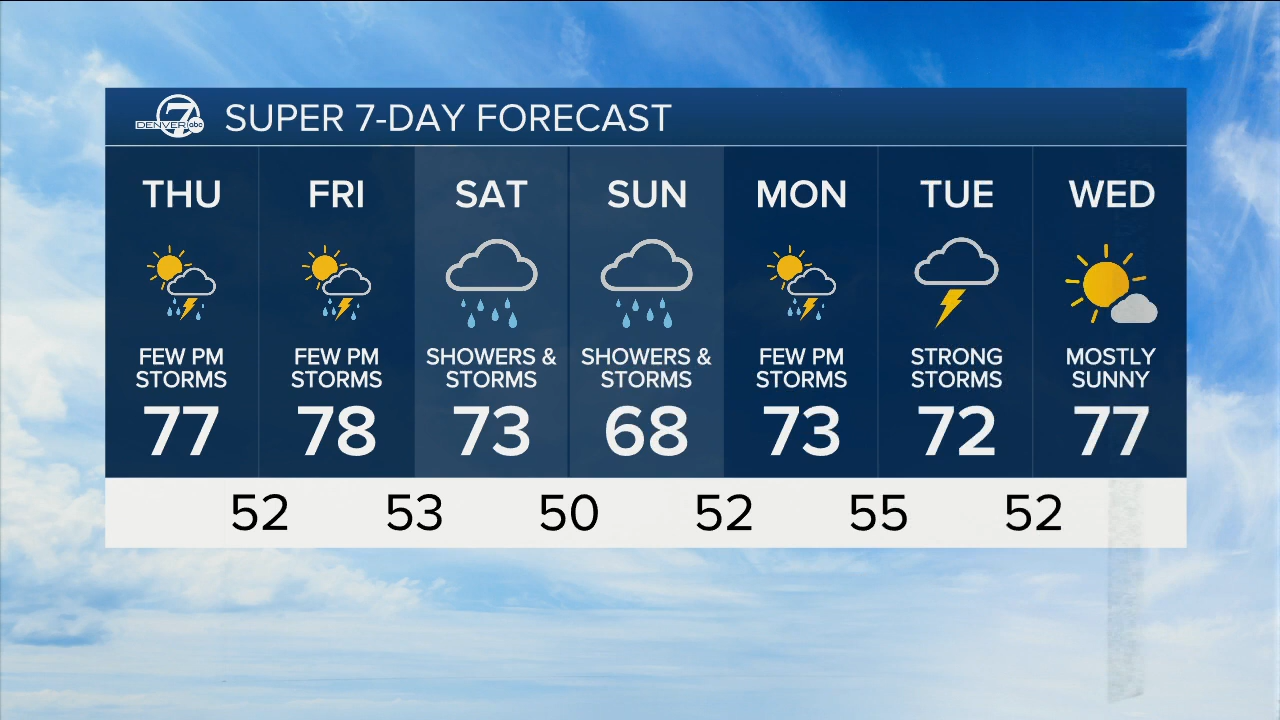 7
DENVER abc
SUPER 7-DAY FORECAST
THU FRI SAT SUN MON TUE WED
FEW PM STORMS
FEW PM STORMS
SHOWERS & STORMS
SHOWERS & STORMS
FEW PM STORMS
STRONG STORMS
MOSTLY SUNNY
77 78 73 68 73 72 77
52 53 50 52 55 52